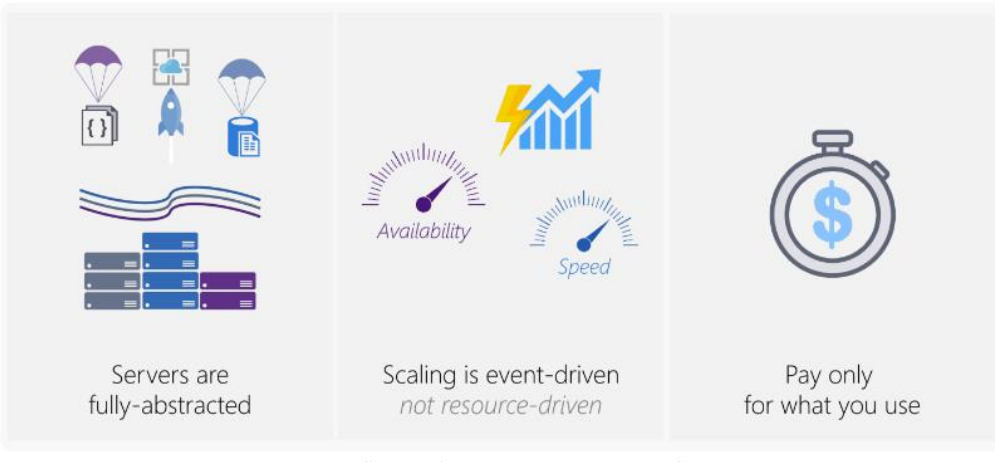 {}
Availability
Speed
$
Servers are
fully-abstracted
Scaling is event-driven
not resource-driven
Pay only
for what you use